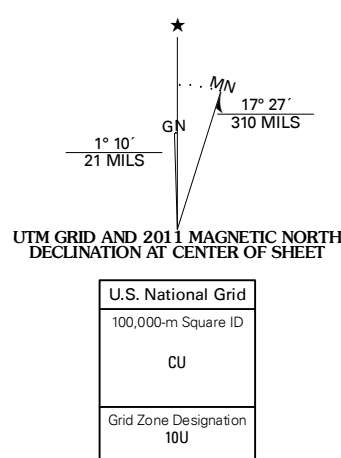 MN
GN
17° 27´
310 MILS
1° 10´
21 MILS
UTM GRID AND 2011 MAGNETIC NORTH
DECLINATION AT CENTER OF SHEET
U.S. National Grid
100,000-m Square ID
CU
Grid Zone Designation
10U